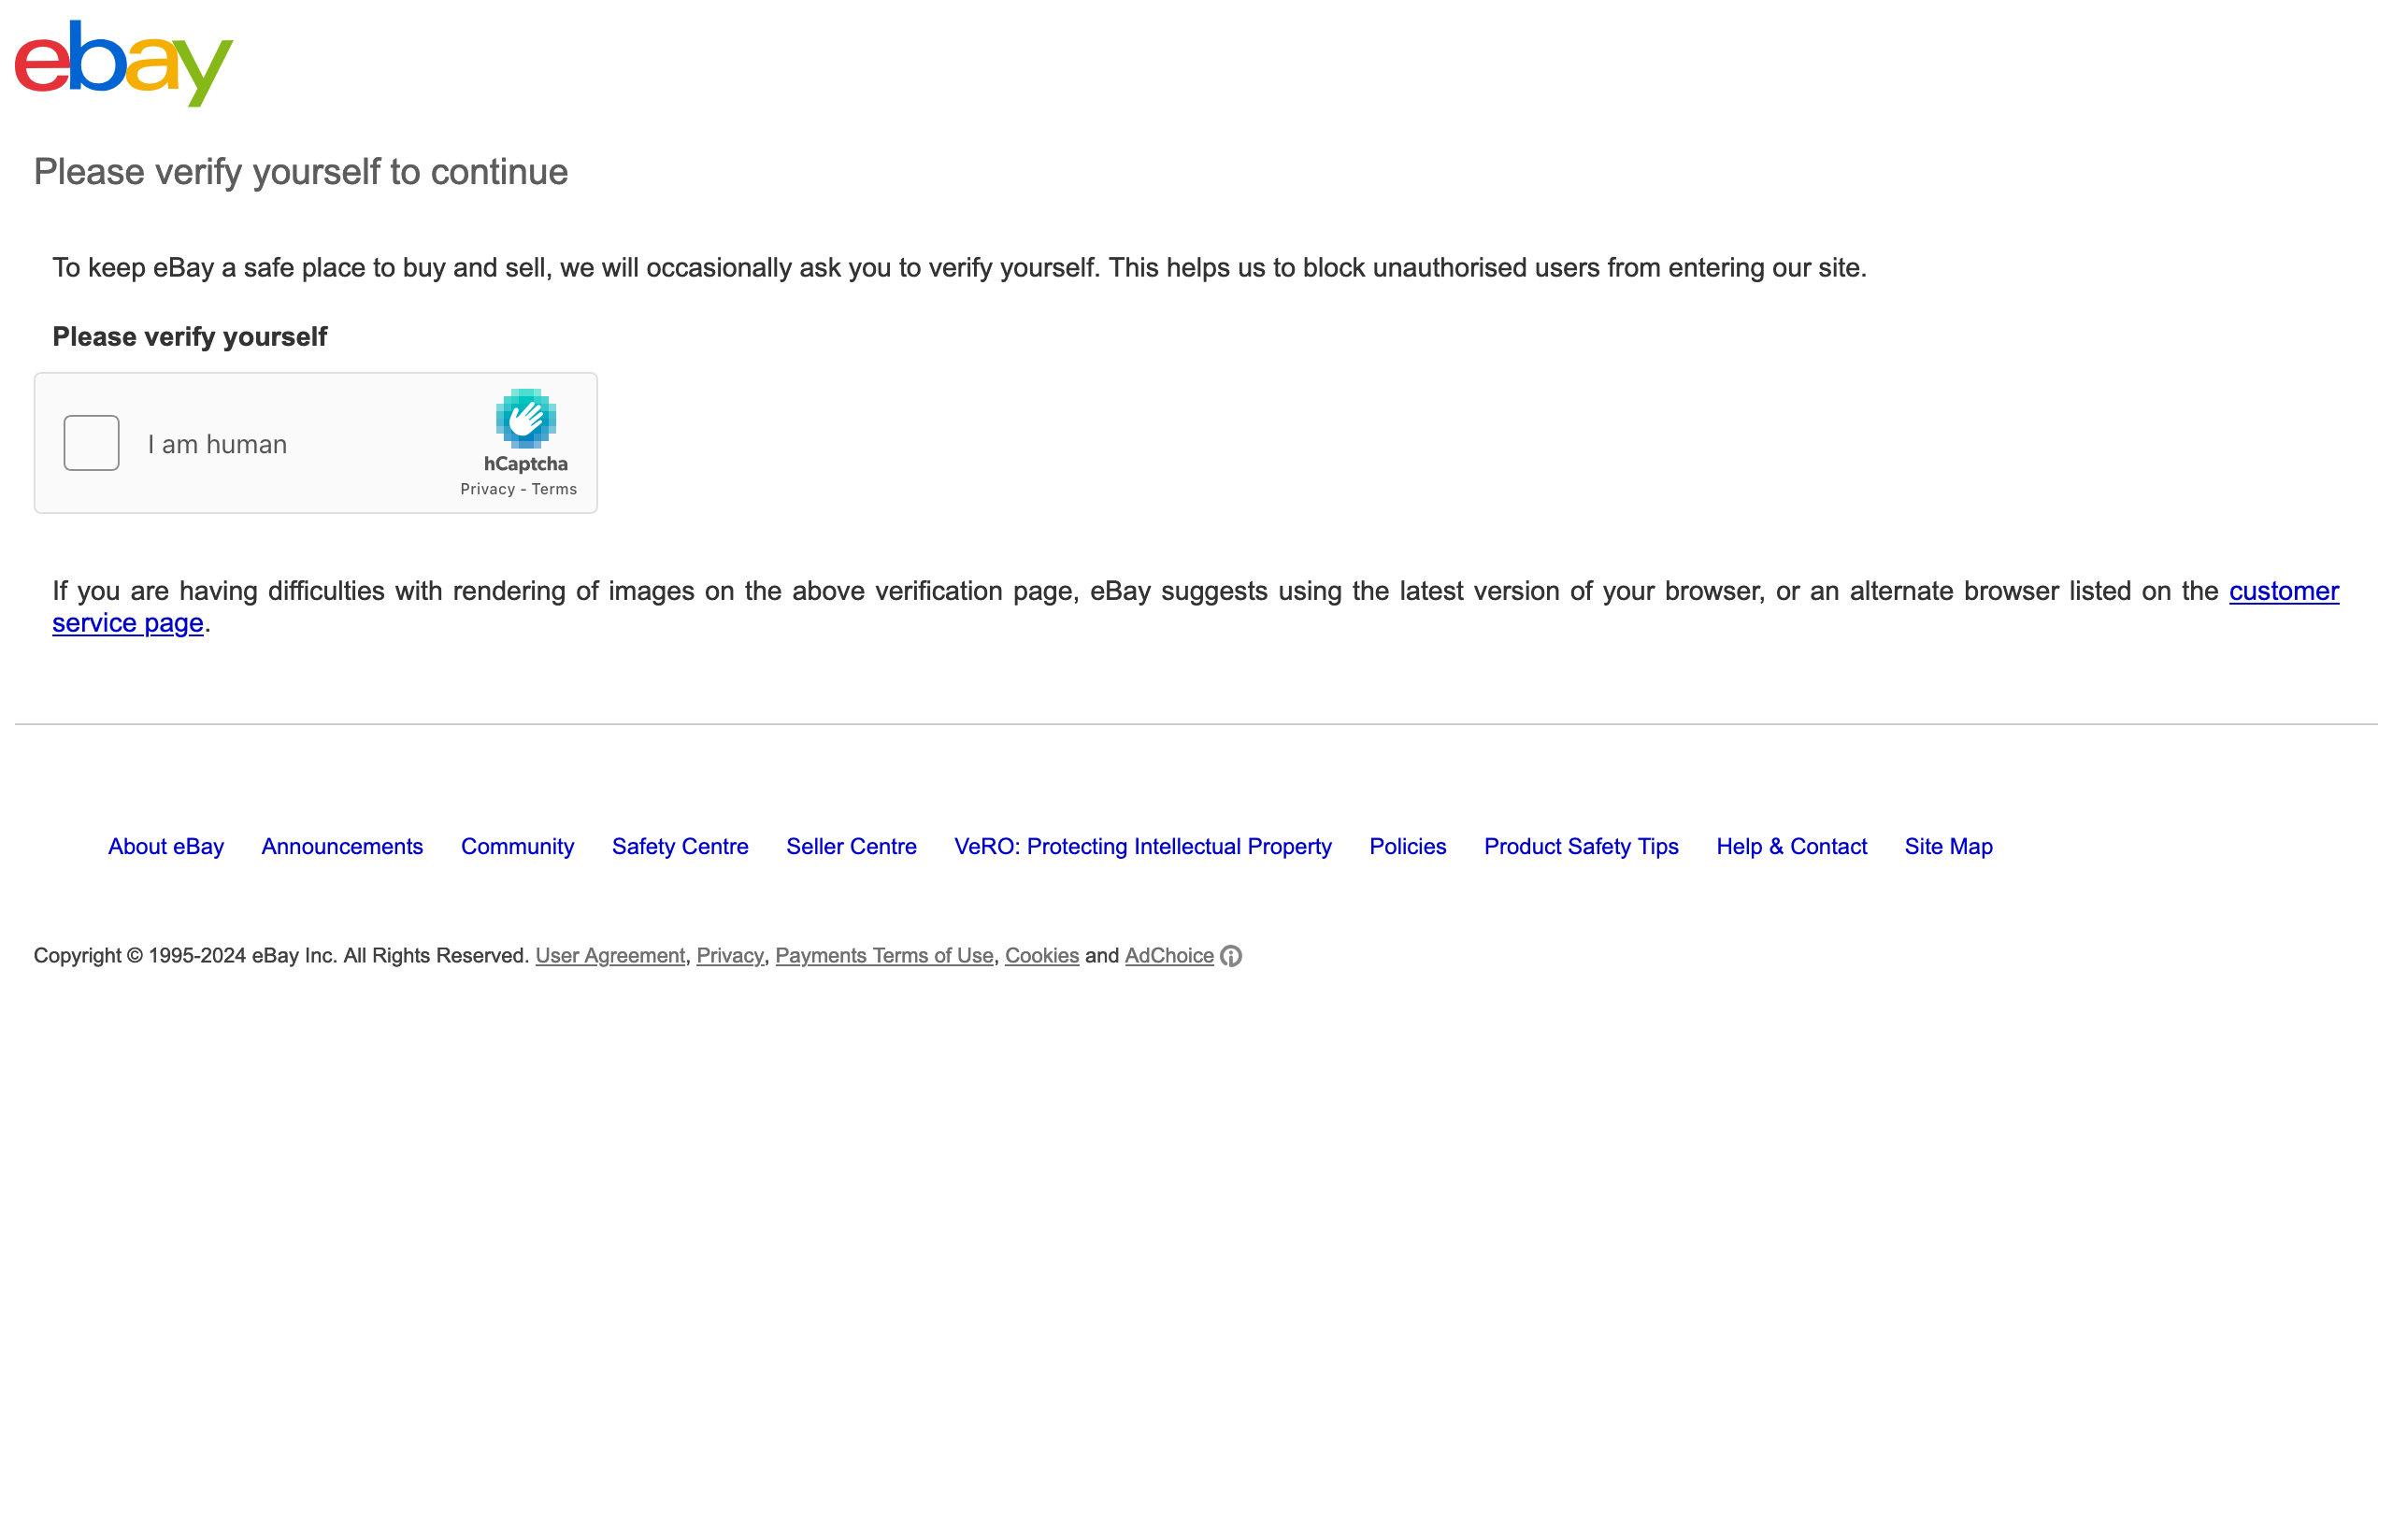 ebay
Please verify yourself to continue
To keep eBay a safe place to buy and sell, we will occasionally ask you to verify yourself. This helps us to block unauthorised users from entering our site.
Please verify yourself
I am human
hCaptcha
Privacy - Terms
If you are having difficulties with rendering of images on the above verification page, eBay suggests using the latest version of your browser, or an alternate browser listed on the customer
service page.
About eBay Announcements Community Safety Centre Seller Centre VeRO: Protecting Intellectual Property Policies Product Safety Tips Help & Contact Site Map
Copyright © 1995-2024 eBay Inc. All Rights Reserved. User Agreement, Privacy, Payments Terms of Use, Cookies and AdChoice